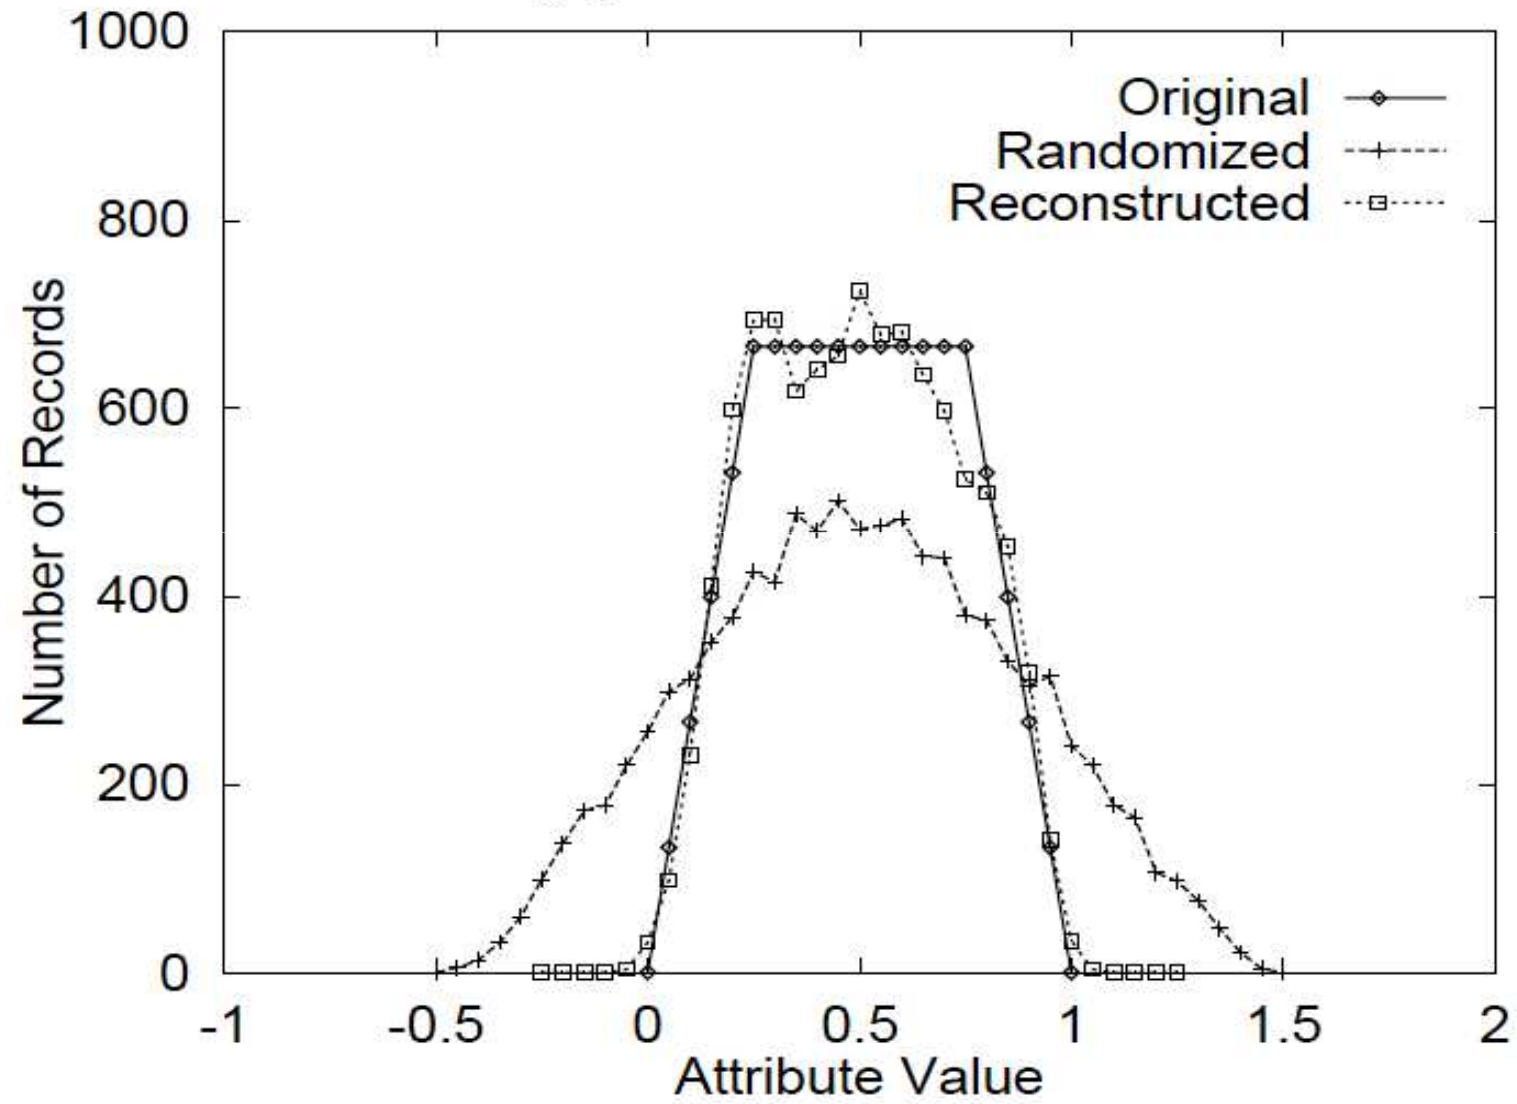 1000
800
600
400
200
0
Number of Records
Original
Randomized
Reconstructed
-1 -0.5 0 0.5 1 1.5 2
Attribute Value